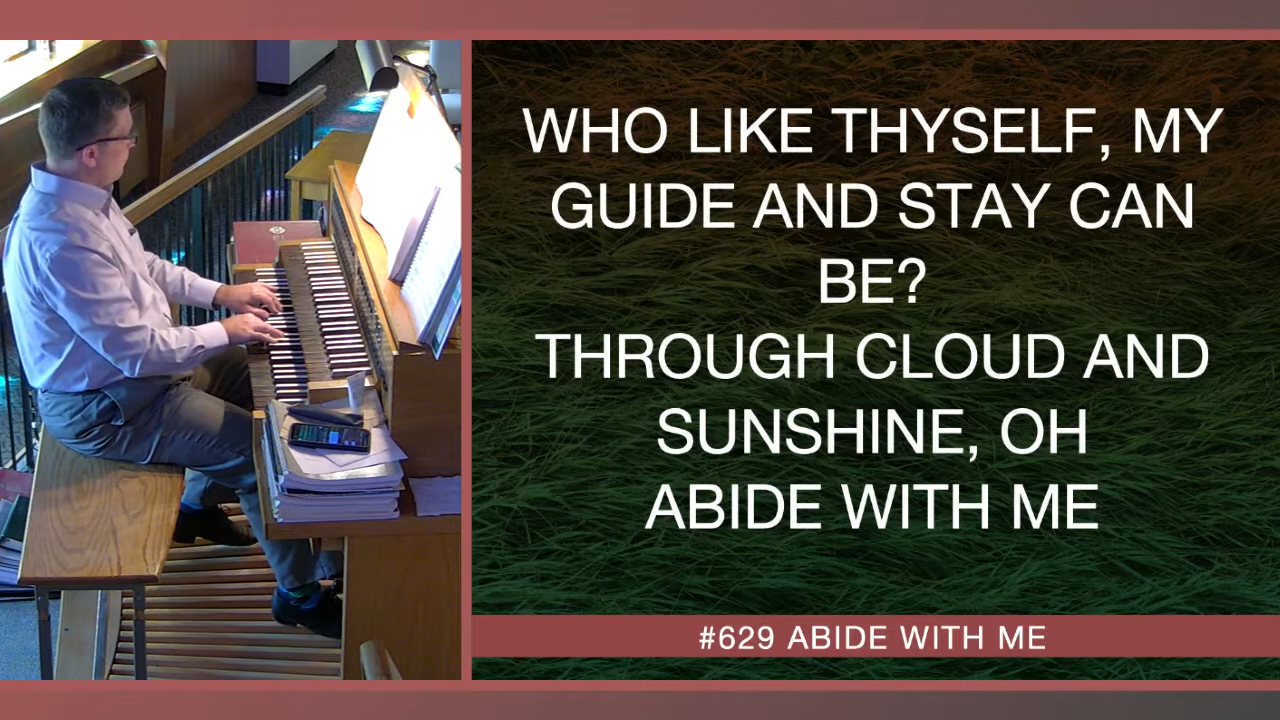 WHO LIKE THYSELF, MY
GUIDE AND STAY CAN
BE?
THROUGH CLOUD AND
SUNSHINE, OH
ABIDE WITH ME
#629 ABIDE WITH ME